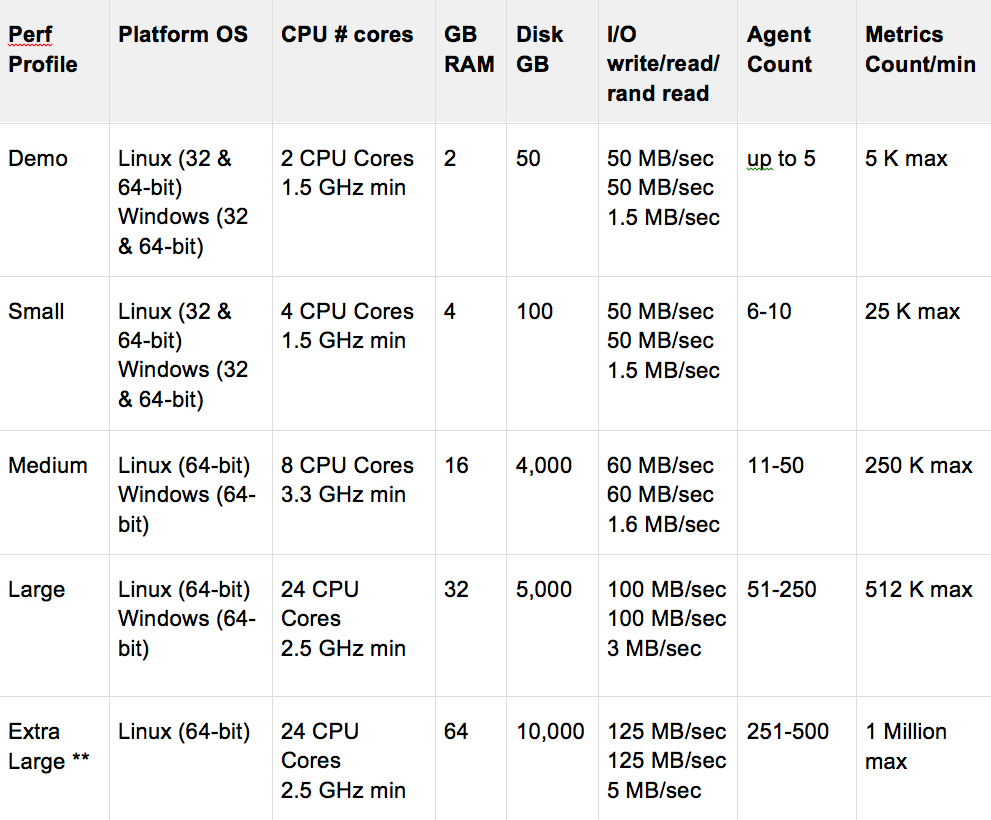 Perf Profile | Platform OS | CPU # cores | GB RAM | Disk GB | I/O write/read/ rand read | Agent Count | Metrics Count/min
Demo | Linux (32 & 64-bit) Windows (32 & 64-bit) | 2 CPU Cores 1.5 GHz min | 2 | 50 | 50 MB/sec 50 MB/sec 1.5 MB/sec | up to 5 | 5 K max
Small | Linux (32 & 64-bit) Windows (32 & 64-bit) | 4 CPU Cores 1.5 GHz min | 4 | 100 | 50 MB/sec 50 MB/sec 1.5 MB/sec | 6-10 | 25 K max
Medium | Linux (64-bit) Windows (64-bit) | 8 CPU Cores 3.3 GHz min | 16 | 4,000 | 60 MB/sec 60 MB/sec 1.6 MB/sec | 11-50 | 250 K max
Large | Linux (64-bit) Windows (64-bit) | 24 CPU Cores 2.5 GHz min | 32 | 5,000 | 100 MB/sec 100 MB/sec 3 MB/sec | 51-250 | 512 K max
Extra Large ** | Linux (64-bit) | 24 CPU Cores 2.5 GHz min | 64 | 10,000 | 125 MB/sec 125 MB/sec 5 MB/sec | 251-500 | 1 Million max